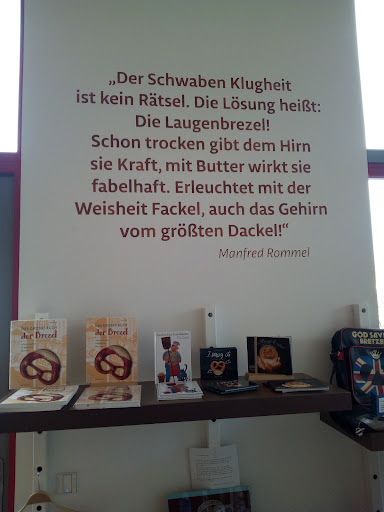 „Der Schwaben Klugheit
ist kein Rätsel. Die Lösung heißt:
Die Laugenbrezel!
Schon trocken gibt dem Hirn
sie Kraft, mit Butter wirkt sie
fabelhaft. Erleuchtet mit der
Weisheit Fackel, auch das Gehirn
vom größten Dackel!“
Manfred Rommel
der Brezel
der Brezel
GOD SAVE